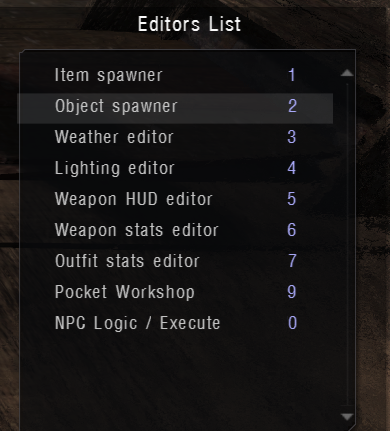 Editors List
Item spawner 1
Object spawner 2
Weather editor 3
Lighting editor 4
Weapon HUD editor 5
Weapon stats editor 6
Outfit stats editor 7
Pocket Workshop 9
NPC Logic / Execute 0